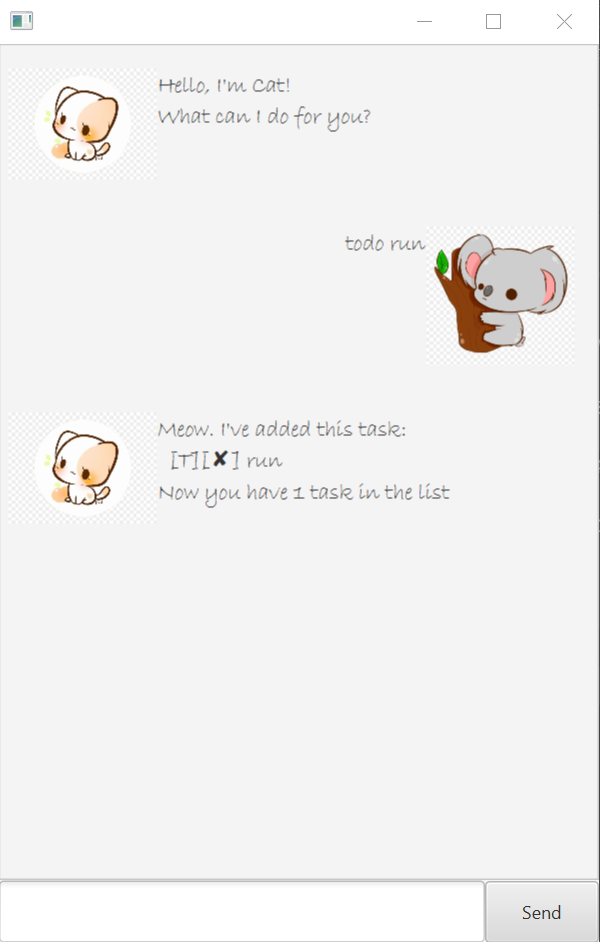 Hello, I'm Cat!
What can I do for you?
todo run
Meow. I've added this task:
[T][✘] run
Now you have 1 task in the list
Send